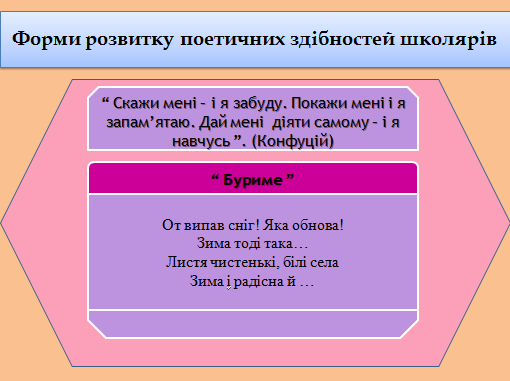 Форми розвитку поетичних здібностей школярів
“ Скажи мені – і я забуду. Покажи мені і я
запам’ятаю. Дай мені діяти самому – і я
навчусь ”. (Конфуцій)
“ Буриме ”
От випав сніг! Яка обнова!
Зима тоді така…
Листя чистенькі, білі села
Зима і радісна й …